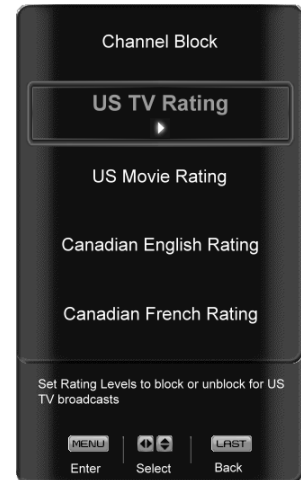 Channel Block
US TV Rating
US Movie Rating
Canadian English Rating
Canadian French Rating
Set Rating Levels to block or unblock for US
TV broadcasts
MENU LAST
Enter Select Back